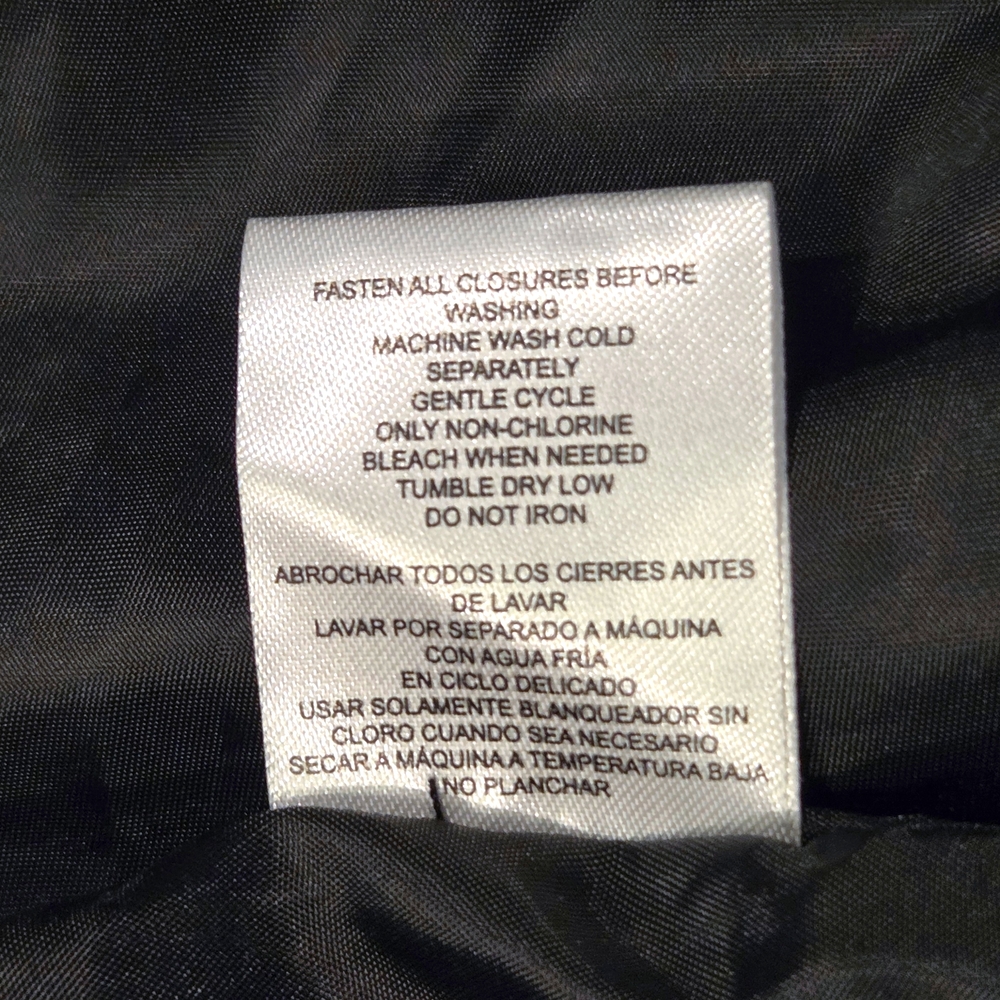 FASTEN ALL CLOSURES BEFORE
WASHING
MACHINE WASH COLD
SEPARATELY
GENTLE CYCLE
ONLY NON-CHLORINE
BLEACH WHEN NEEDED
TUMBLE DRY LOW
DO NOT IRON
ABROCHAR TODOS LOS CIERRES ANTES
DE LAVAR
LAVAR POR SEPARADO A MÁQUINA
CON AGUA FRÍA
EN CICLO DELICADO
USAR SOLAMENTE BLANQUEADOR SIN
CLORO CUANDO SEA NECESARIO
SECAR A MÁQUINA A TEMPERATURA BAJA
NO PLANCHAR